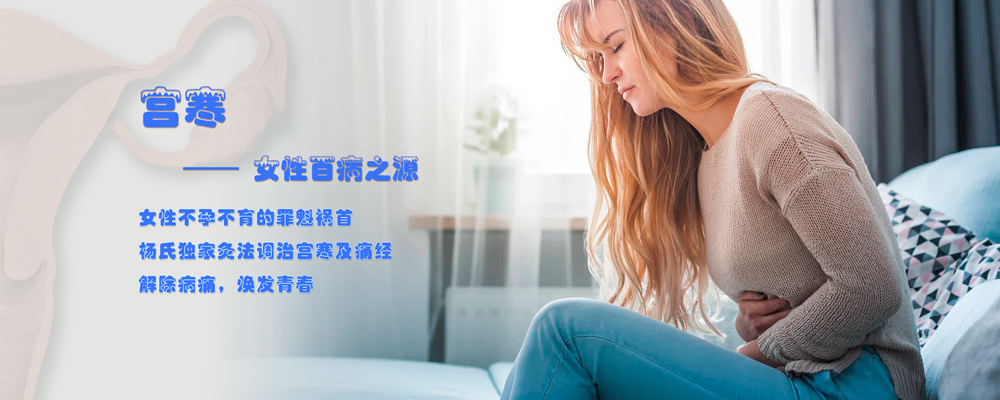 宫寒
—— 女性百病之源
女性不孕不育的罪魁祸首
杨氏独家灸法调治宫寒及痛经
解除病痛，焕发青春